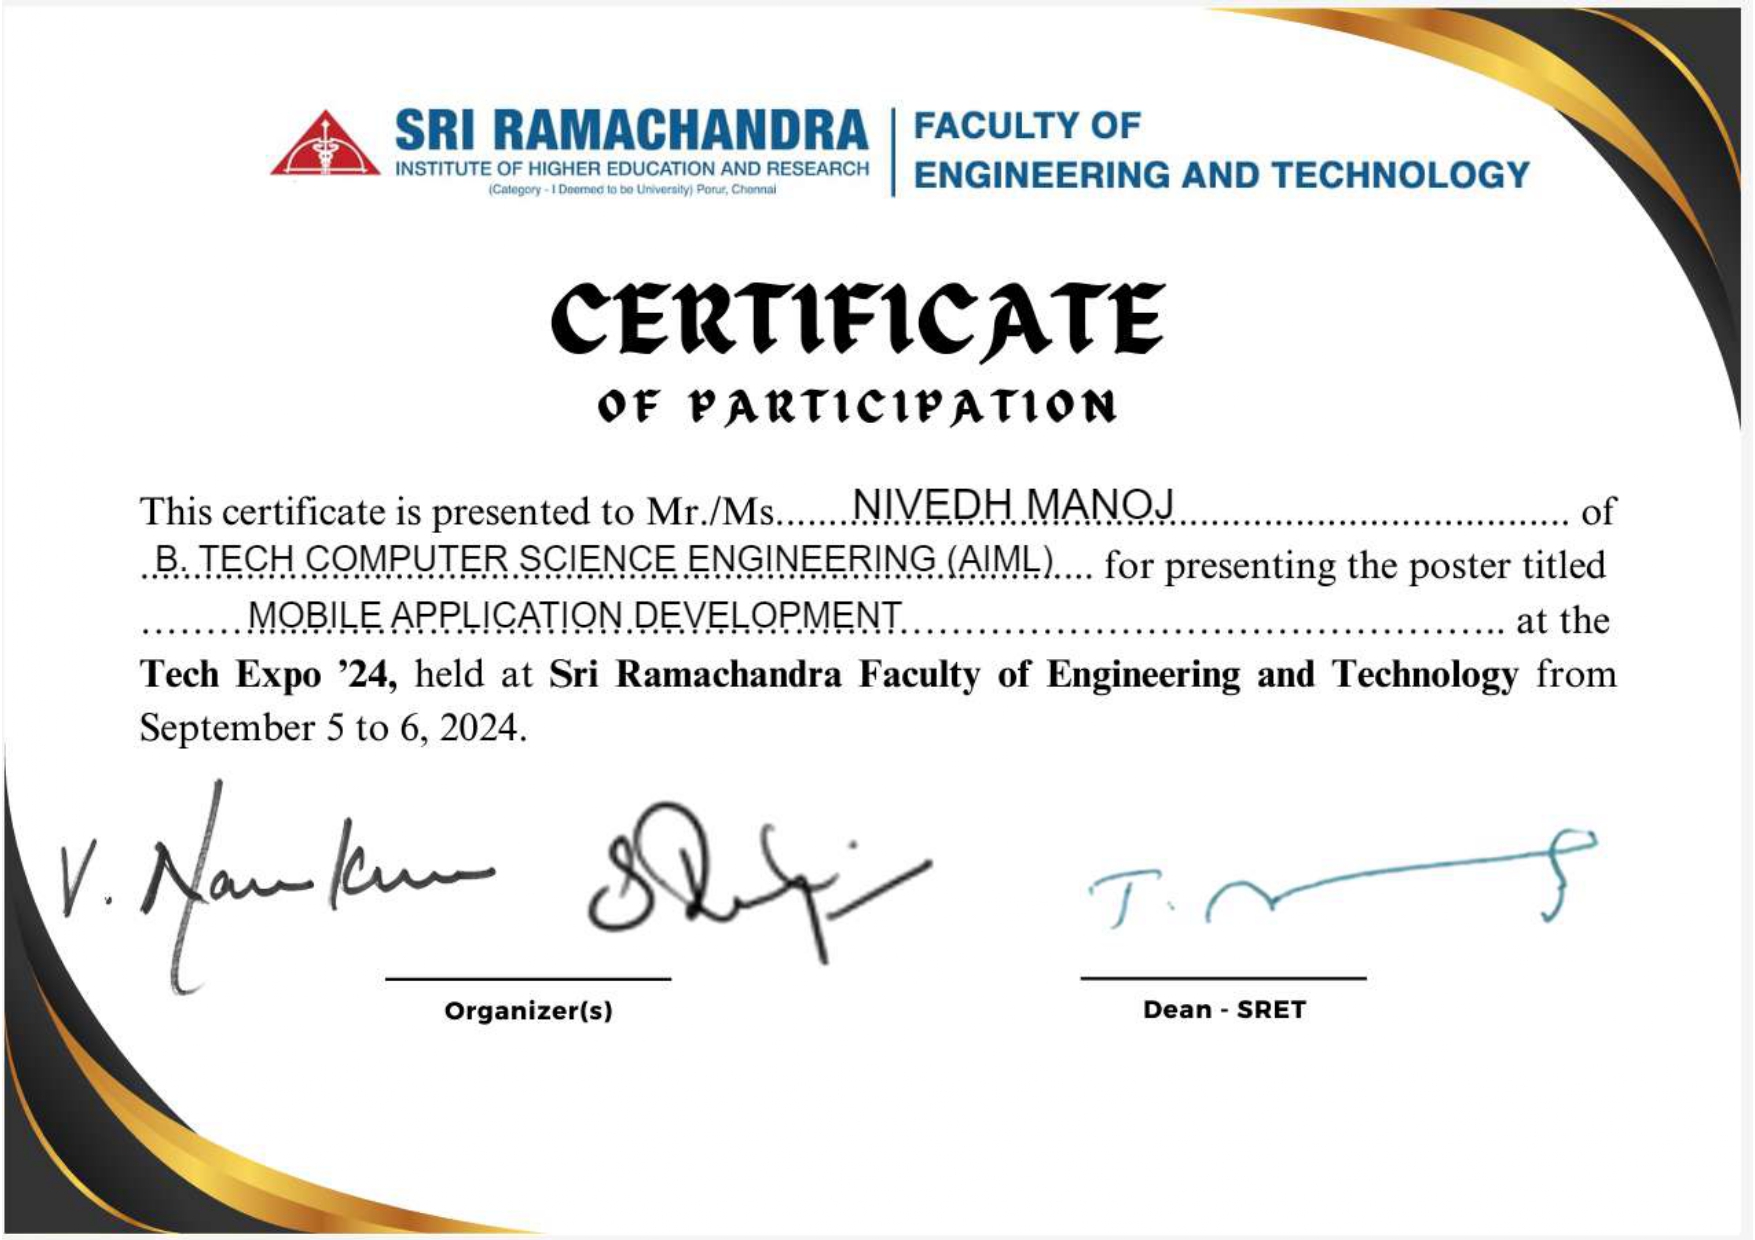 SRI RAMACHANDRA
INSTITUTE OF HIGHER EDUCATION AND RESEARCH
(Category - I Deemed to be University) Porur, Chennai
FACULTY OF
ENGINEERING AND TECHNOLOGY
CERTIFICATE
OF PARTICIPATION
This certificate is presented to Mr./Ms.......NIVEDH MANOJ........................................ of
B. TECH COMPUTER SCIENCE ENGINEERING (AIML).... for presenting the poster titled
........MOBILE APPLICATION DEVELOPMENT................................................ at the
Tech Expo ’24, held at Sri Ramachandra Faculty of Engineering and Technology from
September 5 to 6, 2024.
Organizer(s)
Dean - SRET